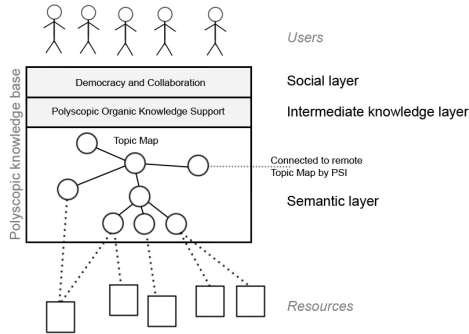 Users
Polyscopic knowledge base
Democracy and Collaboration
Social layer
Polyscopic Organic Knowledge Support
Intermediate knowledge layer
Topic Map
Connected to remote
Topic Map by PSI
Semantic layer
Resources